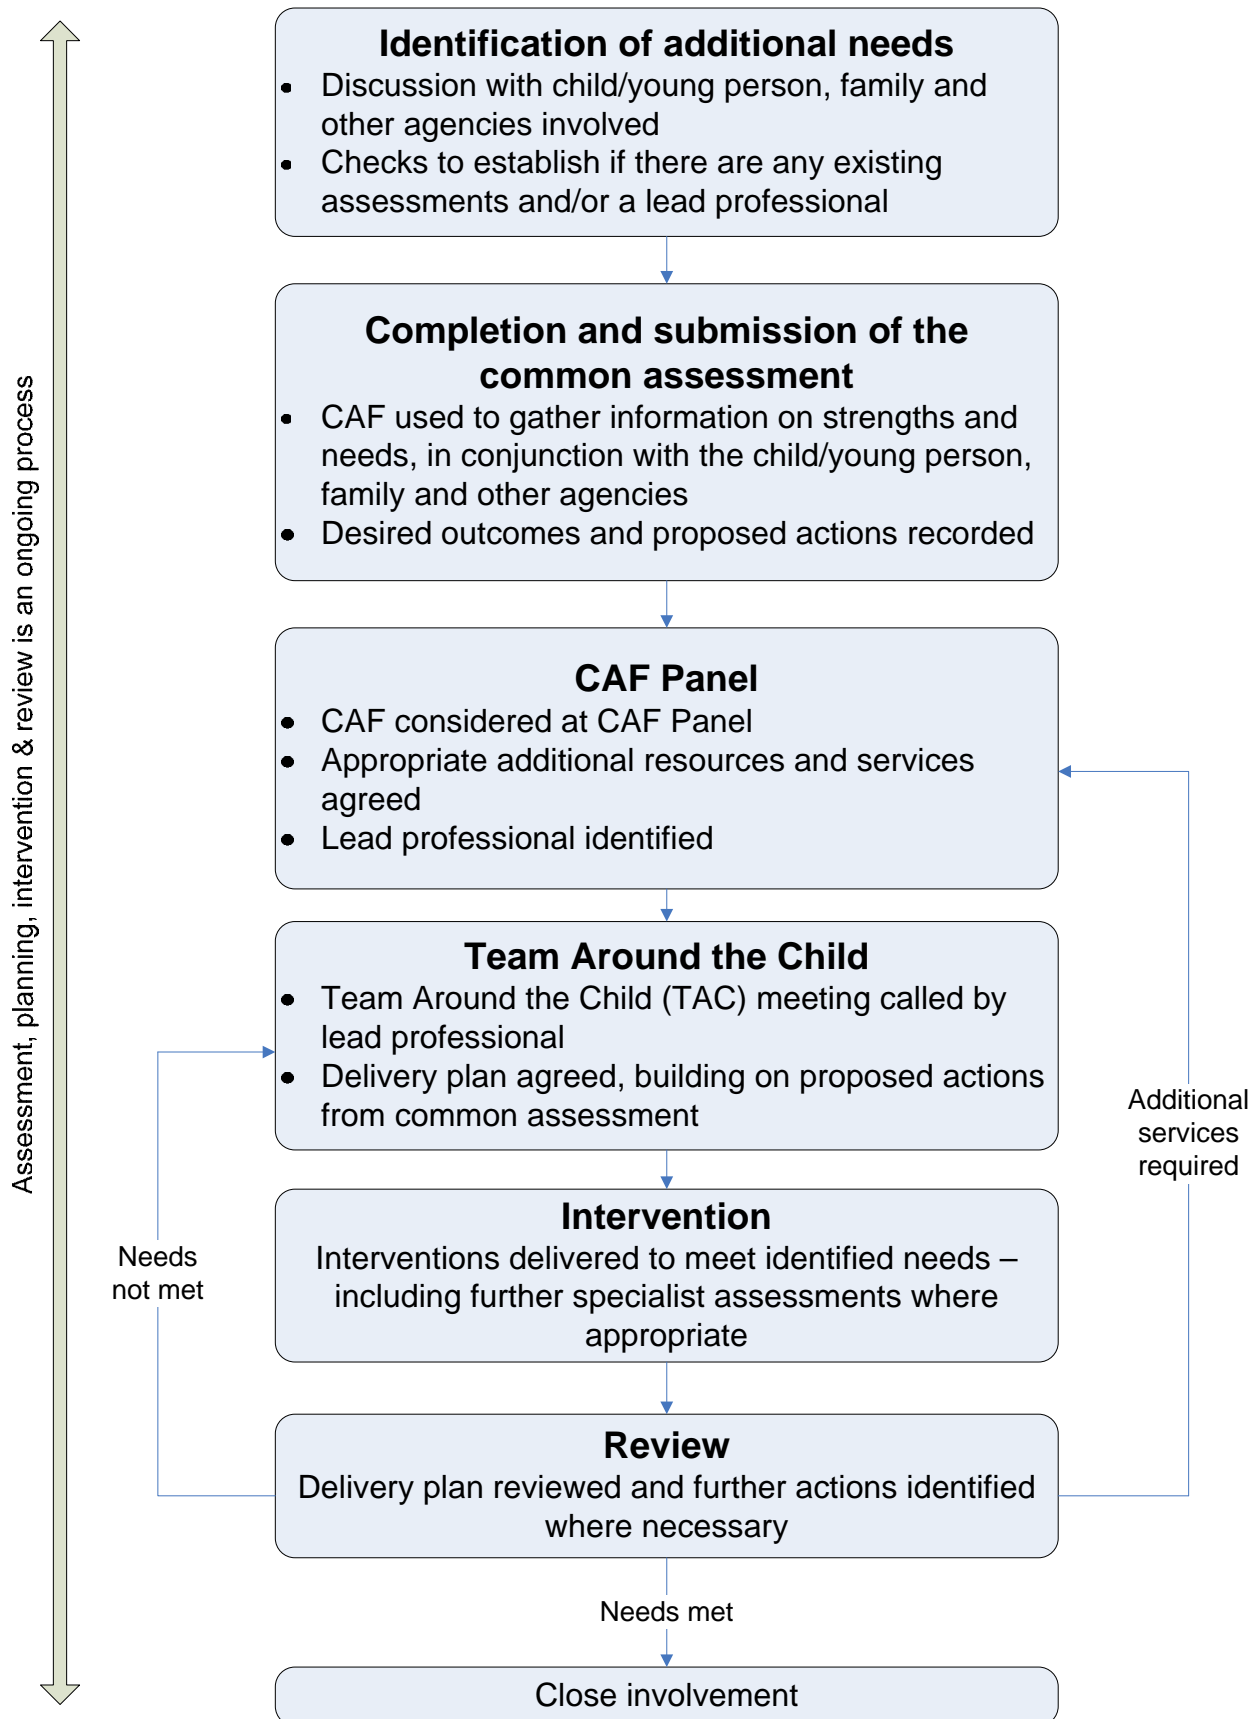 Identification of additional needs
• Discussion with child/young person, family and
other agencies involved
• Checks to establish if there are any existing
assessments and/or a lead professional
Completion and submission of the
common assessment
• CAF used to gather information on strengths and
needs, in conjunction with the child/young person,
family and other agencies
• Desired outcomes and proposed actions recorded
CAF Panel
• CAF considered at CAF Panel
• Appropriate additional resources and services
agreed
• Lead professional identified
Team Around the Child
• Team Around the Child (TAC) meeting called by
lead professional
• Delivery plan agreed, building on proposed actions
from common assessment
Intervention
Interventions delivered to meet identified needs –
including further specialist assessments where
appropriate
Review
Delivery plan reviewed and further actions identified
where necessary
Needs met
Close involvement
Needs
not met
Additional
services
required
Assessment, planning, intervention & review is an ongoing process